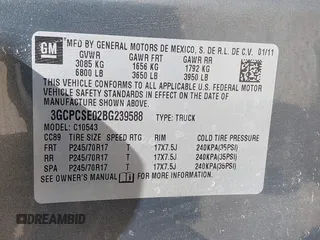 GM
MFD BY GENERAL MOTORS DE MEXICO, S. DE R.L. DE C.V. 01/11
GVWR GAWR FRT GAWR RR
3085 KG 1656 KG 1792 KG
6800 LB 3650 LB 3950 LB
THIS VEHICLE CONFORMS TO ALL APPLICABLE U.S. FEDERAL MOTOR
VEHICLE SAFETY STANDARDS IN EFFECT ON THE DATE OF
MANUFACTURE SHOWN ABOVE.
3GCPCSE02BG239588 TYPE: TRUCK
MODEL: C10543
CC89 TIRE SIZE SPEED RTG RIM COLD TIRE PRESSURE
FRT P245/70R17 T 17X7.5J 240KPA(35PSI)
RR P245/70R17 T 17X7.5J 240KPA(35PSI)
SPA P245/70R17 T 17X7.5J 240KPA(35PSI)
SEE OWNER'S MANUAL FOR MORE INFORMATION.
DREAMBID